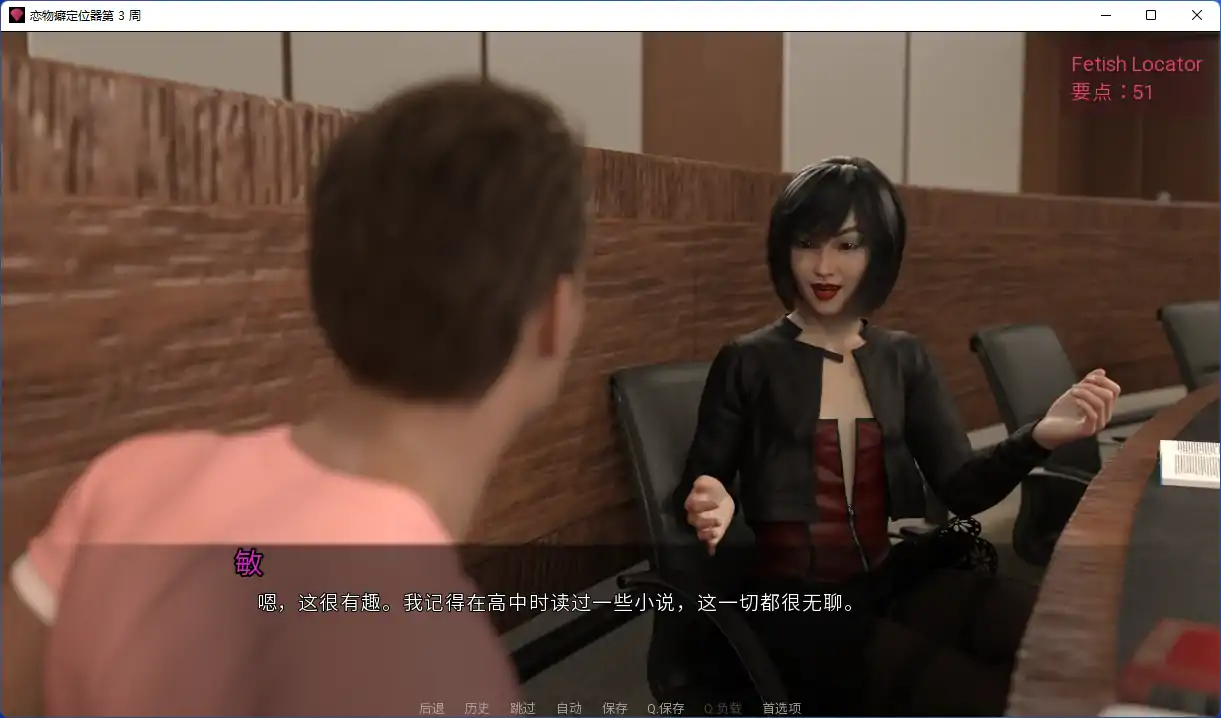 恋物癖定位器第 3 周
Fetish Locator
要点：51
敏
嗯，这很有趣。我记得在高中时读过一些小说，这一切都很无聊。
后退 历史 跳过 自动 保存 Q.保存 Q.负载 首选项